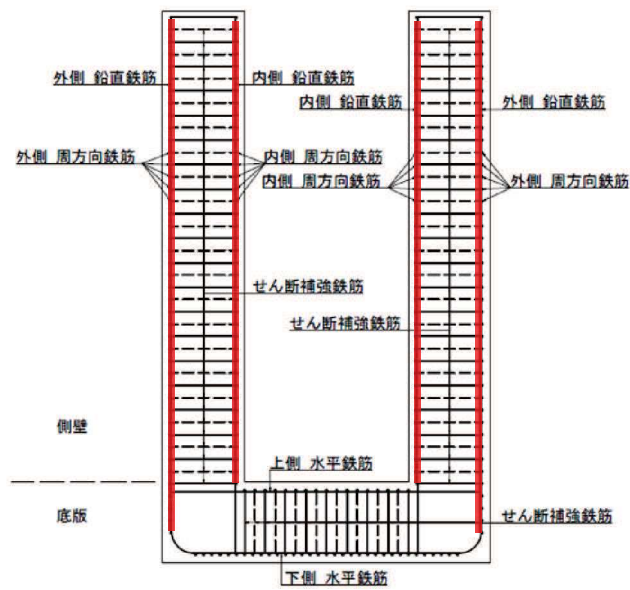 外側 鉛直鉄筋
内側 鉛直鉄筋
内側 鉛直鉄筋
外側 鉛直鉄筋
外側 周方向鉄筋
内側 周方向鉄筋
内側 周方向鉄筋
外側 周方向鉄筋
せん断補強鉄筋
せん断補強鉄筋
側壁
上側 水平鉄筋
底版
せん断補強鉄筋
下側 水平鉄筋